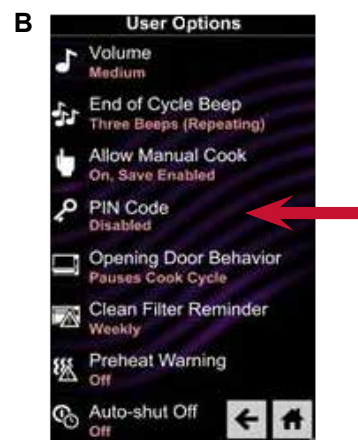 B
User Options
Volume
Medium
End of Cycle Beep
Three Beeps (Repeating)
Allow Manual Cook
On, Save Enabled
PIN Code
Disabled
Opening Door Behavior
Pauses Cook Cycle
Clean Filter Reminder
Weekly
Preheat Warning
Off
Auto-shut Off
Off